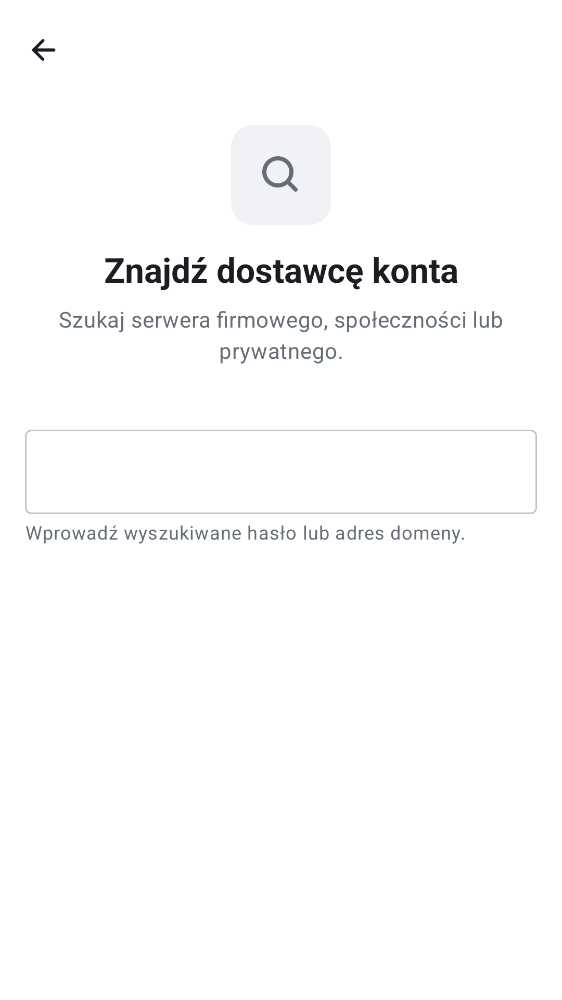 Znajdź dostawcę konta
Szukaj serwera firmowego, społeczności lub
prywatnego.
Wprowadź wyszukiwane hasło lub adres domeny.